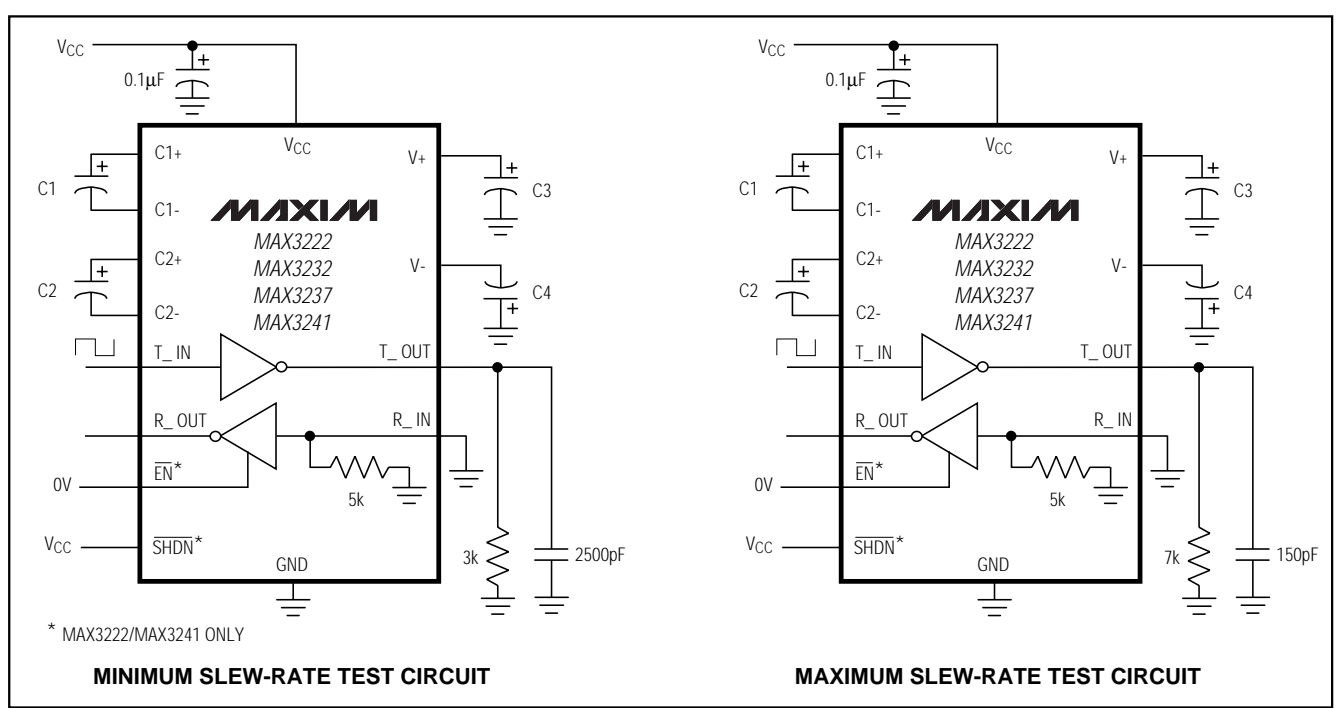 VCC
0.1µF
+
C1+
VCC
V+
+
C1
+
C3
C1-
MAXIM
MAX3222
C2+
MAX3232
V-
C2
+
MAX3237
C4
+
C2-
MAX3241
T_ IN
T_ OUT
R_ OUT
R_ IN
EN*
0V
5k
VCC
SHDN*
3k
2500pF
GND
* MAX3222/MAX3241 ONLY
MINIMUM SLEW-RATE TEST CIRCUIT
VCC
0.1µF
+
C1+
VCC
V+
+
C1
+
C3
C1-
MAXIM
MAX3222
C2+
MAX3232
V-
C2
+
MAX3237
C4
+
C2-
MAX3241
T_ IN
T_ OUT
R_ OUT
R_ IN
EN*
0V
5k
VCC
SHDN*
7k
150pF
GND
MAXIMUM SLEW-RATE TEST CIRCUIT